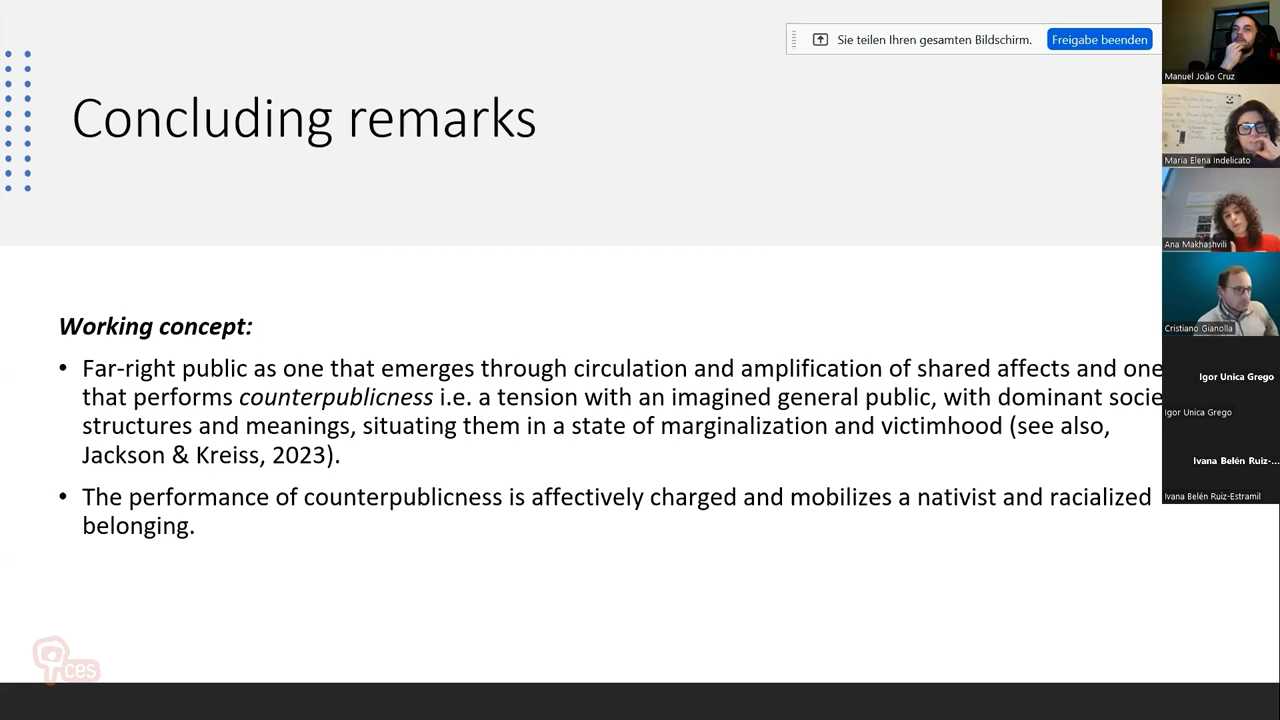 Sie teilen Ihren gesamten Bildschirm.
Freigabe beenden
Concluding remarks
Working concept:
• Far-right public as one that emerges through circulation and amplification of shared affects and one
that performs counterpublicness i.e. a tension with an imagined general public, with dominant socie
structures and meanings, situating them in a state of marginalization and victimhood (see also,
Jackson & Kreiss, 2023).
• The performance of counterpublicness is affectively charged and mobilizes a nativist and racialized
belonging.
ces
Manuel João Cruz
Maria Elena Indelicato
Ana Makhashvili
Cristiano Gianolla
Igor Unica Grego
Igor Unica Grego
Ivana Belén Ruiz-...
Ivana Belén Ruiz-Estramil